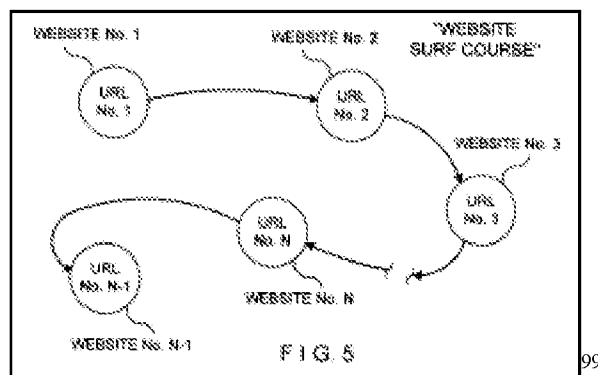 WEBSITE No. 1
WEBSITE No. 2
"WEBSITE
SURF COURSE"
URL
No. 1
URL
No. 2
WEBSITE No. 3
URL
No. 3
URL
No. N
URL
No. N-1
WEBSITE No. N
WEBSITE No. N-1
FIG. 5
99